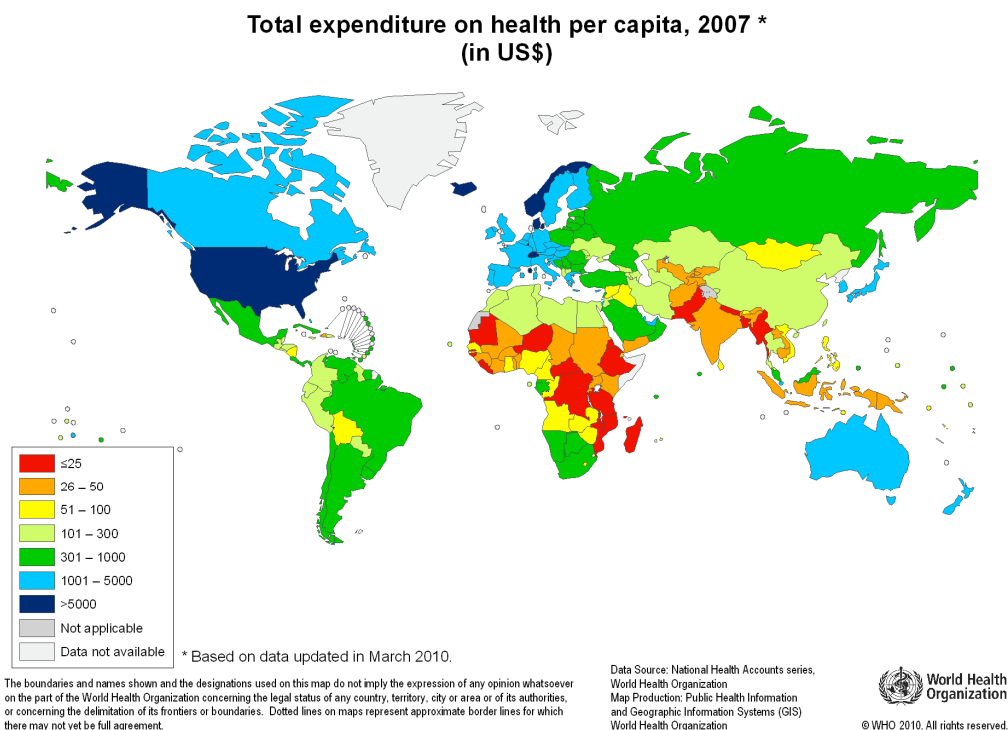 Total expenditure on health per capita, 2007 *
(in US$)
≤25
26 – 50
51 – 100
101 – 300
301 – 1000
1001 – 5000
>5000
Not applicable
Data not available
* Based on data updated in March 2010.
The boundaries and names shown and the designations used on this map do not imply the expression of any opinion whatsoever
on the part of the World Health Organization concerning the legal status of any country, territory, city or area or of its authorities,
or concerning the delimitation of its frontiers or boundaries.  Dotted lines on maps represent approximate border lines for which
there may not yet be full agreement.
Data Source: National Health Accounts series,
World Health Organization
Map Production: Public Health Information
and Geographic Information Systems (GIS)
World Health Organization
World Health
Organization
© WHO 2010. All rights reserved.